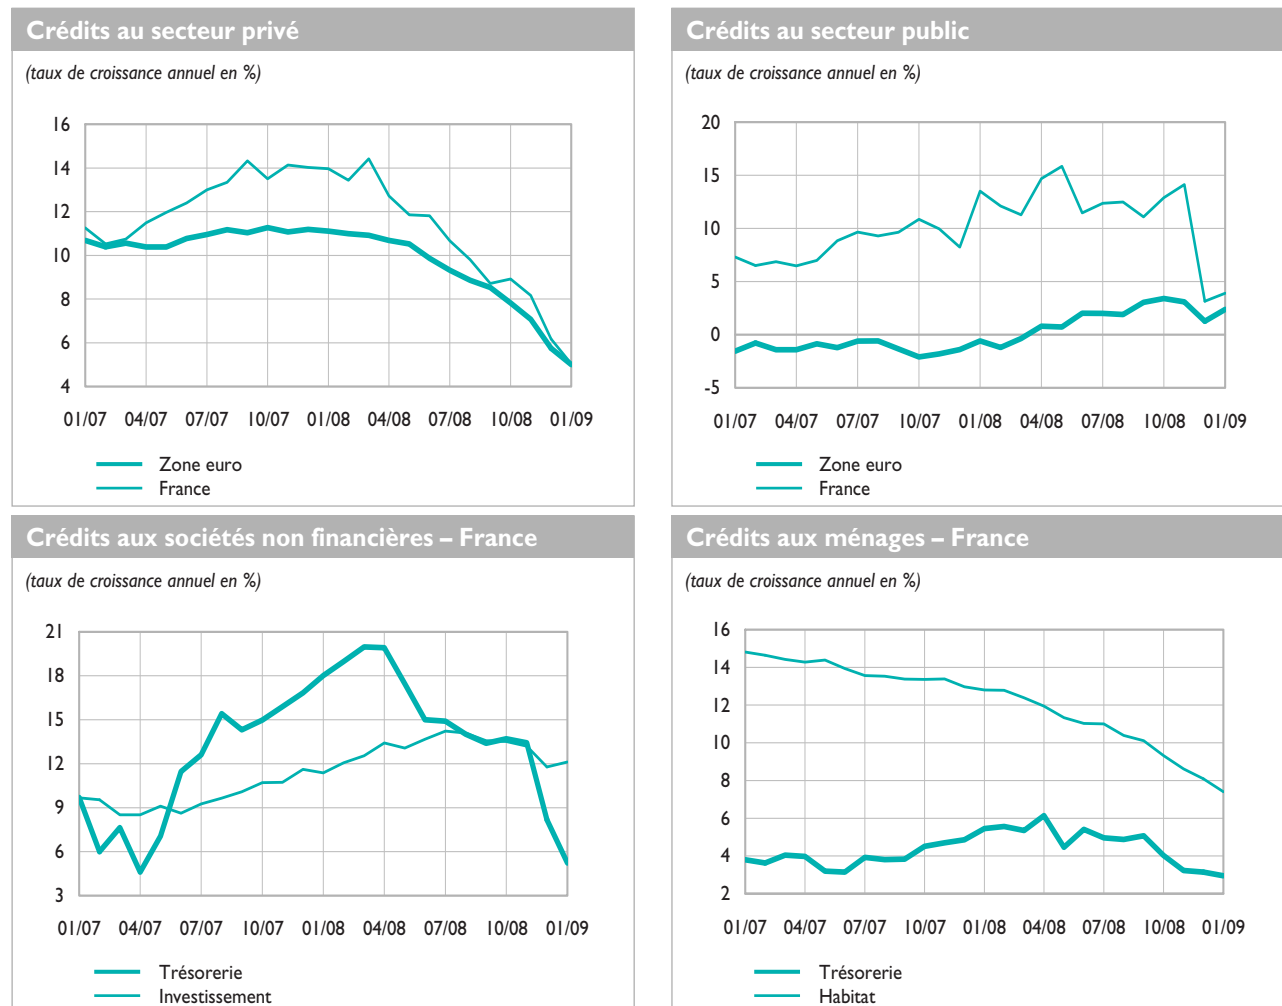 Crédits au secteur privé
(taux de croissance annuel en %)
16
14
12
10
8
6
4
01/07 04/07 07/07 10/07 01/08 04/08 07/08 10/08 01/09
Zone euro
France
Crédits au secteur public
(taux de croissance annuel en %)
20
15
10
5
0
-5
01/07 04/07 07/07 10/07 01/08 04/08 07/08 10/08 01/09
Zone euro
France
Crédits aux sociétés non financières – France
(taux de croissance annuel en %)
21
18
15
12
9
6
3
01/07 04/07 07/07 10/07 01/08 04/08 07/08 10/08 01/09
Trésorerie
Investissement
Crédits aux ménages – France
(taux de croissance annuel en %)
16
14
12
10
8
6
4
2
01/07 04/07 07/07 10/07 01/08 04/08 07/08 10/08 01/09
Trésorerie
Habitat